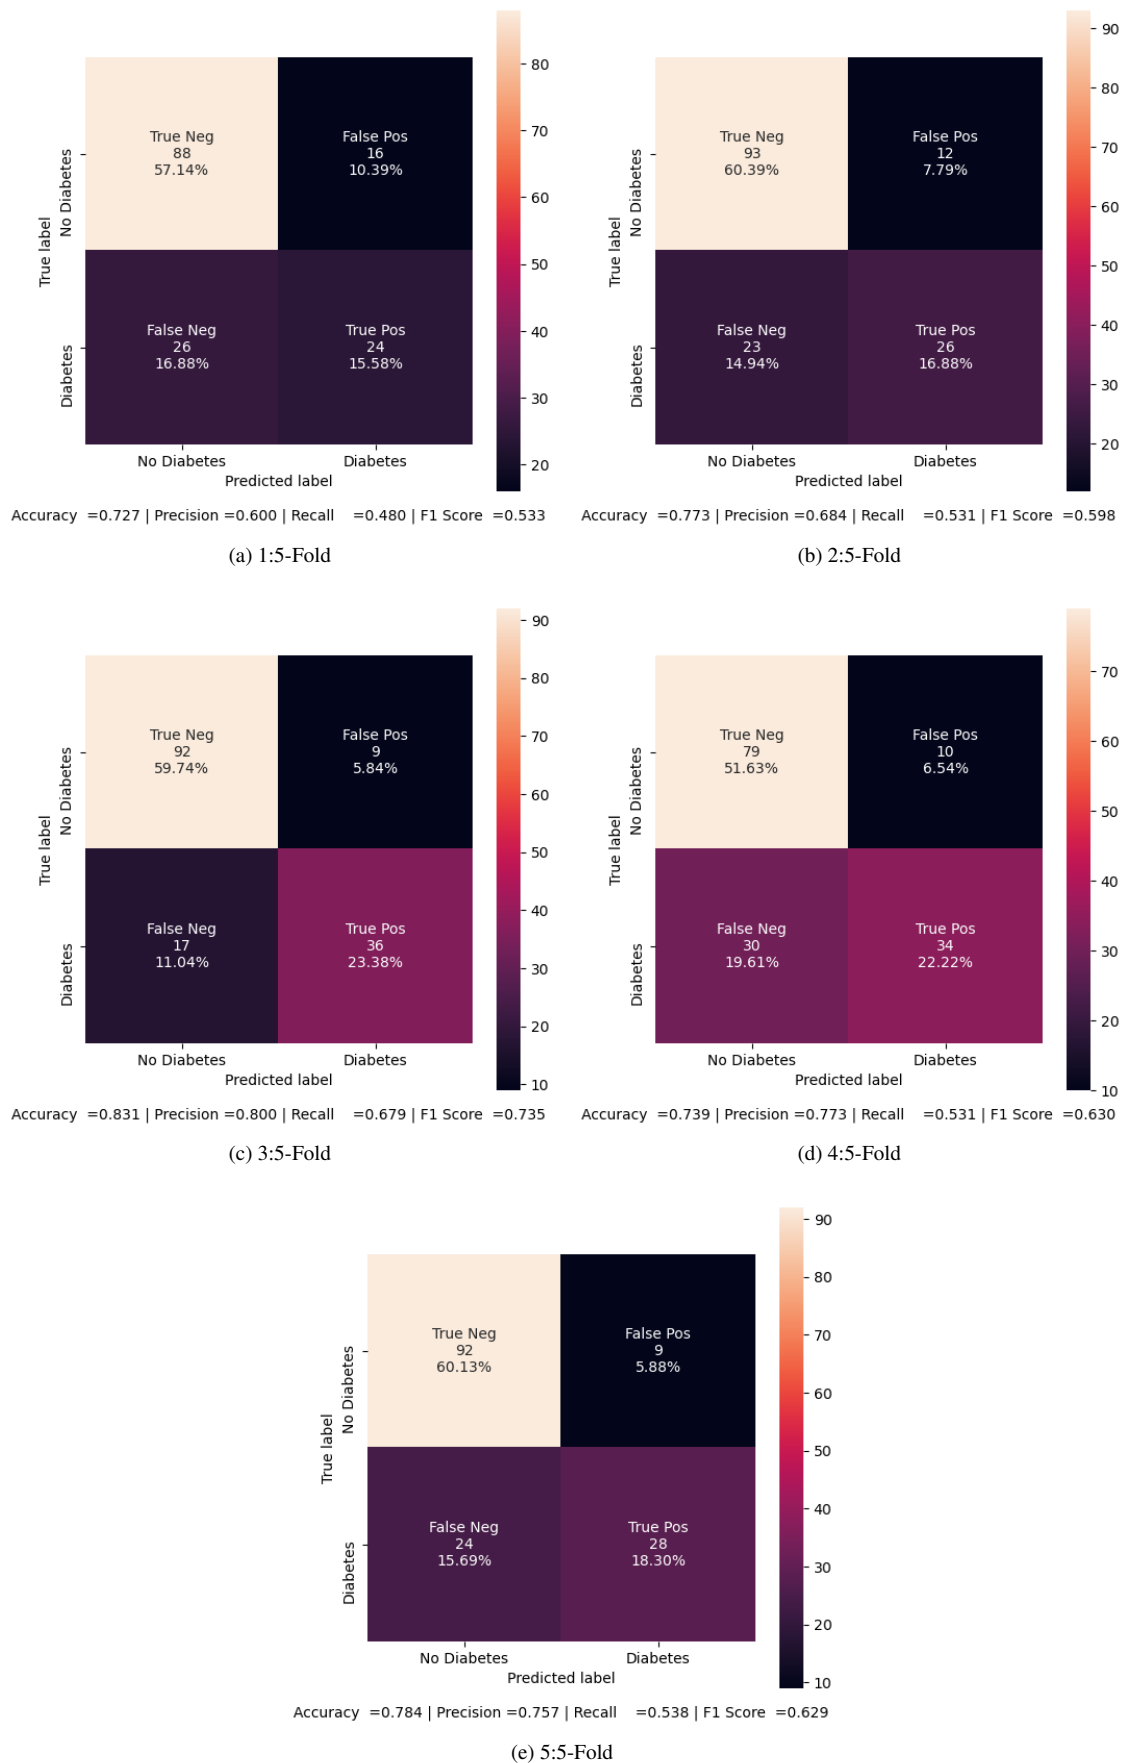 80
70
60
50
40
30
20
True label
No Diabetes
Diabetes
True Neg
88
57.14%
False Pos
16
10.39%
False Neg
26
16.88%
True Pos
24
15.58%
No Diabetes
Diabetes
Predicted label
Accuracy =0.727 | Precision =0.600 | Recall =0.480 | F1 Score =0.533
(a) 1:5-Fold
90
80
70
60
50
40
30
20
True label
No Diabetes
Diabetes
True Neg
93
60.39%
False Pos
12
7.79%
False Neg
23
14.94%
True Pos
26
16.88%
No Diabetes
Diabetes
Predicted label
Accuracy =0.773 | Precision =0.684 | Recall =0.531 | F1 Score =0.598
(b) 2:5-Fold
90
80
70
60
50
40
30
20
10
True label
No Diabetes
Diabetes
True Neg
92
59.74%
False Pos
9
5.84%
False Neg
17
11.04%
True Pos
36
23.38%
No Diabetes
Diabetes
Predicted label
Accuracy =0.831 | Precision =0.800 | Recall =0.679 | F1 Score =0.735
(c) 3:5-Fold
70
60
50
40
30
20
10
True label
No Diabetes
Diabetes
True Neg
79
51.63%
False Pos
10
6.54%
False Neg
30
19.61%
True Pos
34
22.22%
No Diabetes
Diabetes
Predicted label
Accuracy =0.739 | Precision =0.773 | Recall =0.531 | F1 Score =0.630
(d) 4:5-Fold
90
80
70
60
50
40
30
20
10
True label
No Diabetes
Diabetes
True Neg
92
60.13%
False Pos
9
5.88%
False Neg
24
15.69%
True Pos
28
18.30%
No Diabetes
Diabetes
Predicted label
Accuracy =0.784 | Precision =0.757 | Recall =0.538 | F1 Score =0.629
(e) 5:5-Fold